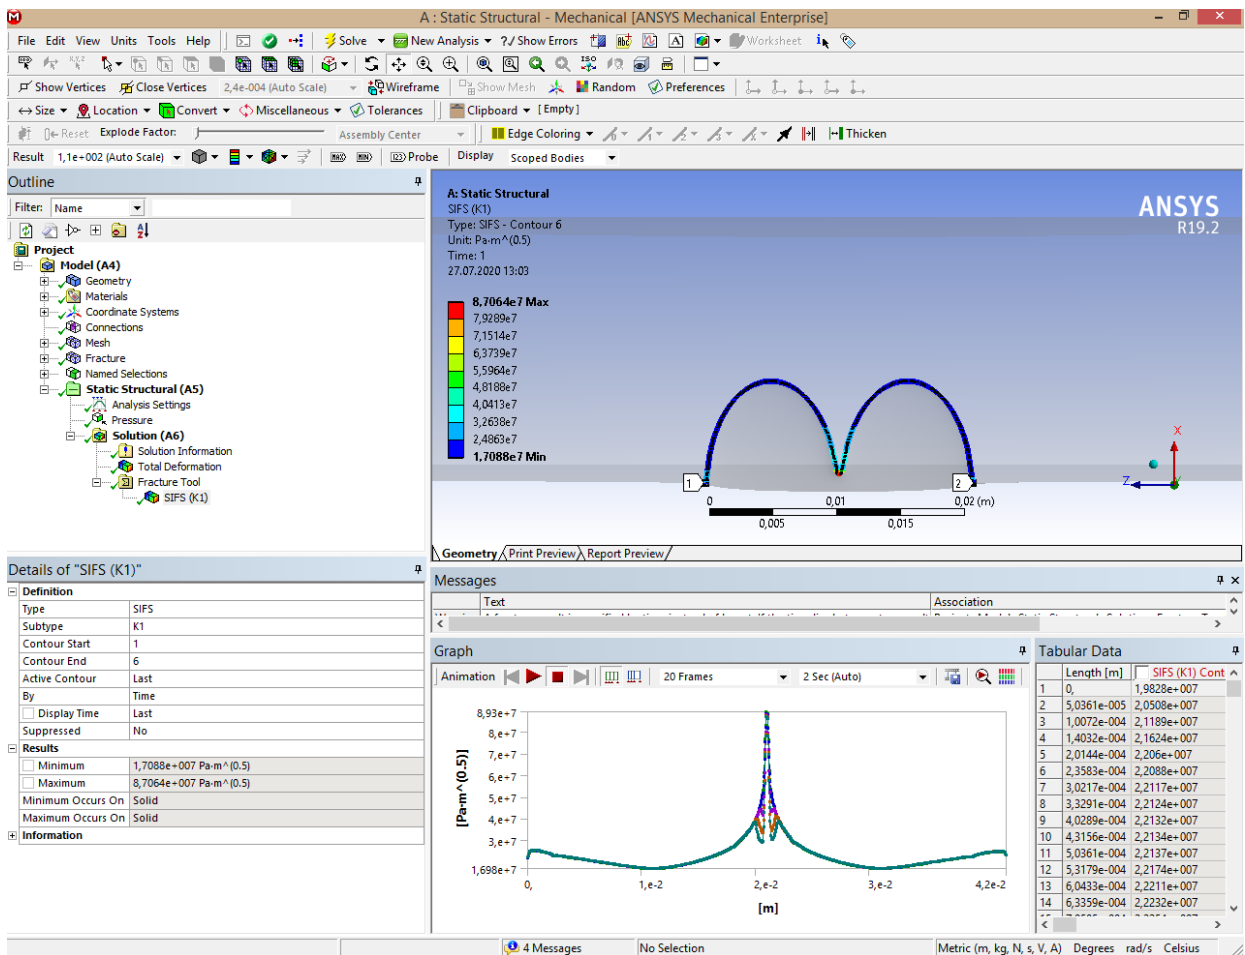 A : Static Structural - Mechanical [ANSYS Mechanical Enterprise]
File Edit View Units Tools Help Solve New Analysis ?/ Show Errors Worksheet
Show Vertices Close Vertices 2,4e-004 (Auto Scale) Wireframe Show Mesh Random Preferences
Size Location Convert Miscellaneous Tolerances Clipboard [Empty]
Reset Explode Factor: Assembly Center Edge Coloring Thicken
Result 1,1e+002 (Auto Scale) MAX MIN Probe Display Scoped Bodies
Outline
Filter: Name
Project
Model (A4)
Geometry
Materials
Coordinate Systems
Connections
Mesh
Fracture
Named Selections
Static Structural (A5)
Analysis Settings
Pressure
Solution (A6)
Solution Information
Total Deformation
Fracture Tool
SIFS (K1)
A: Static Structural
SIFS (K1)
Type: SIFS - Contour 6
Unit: Pa·m^(0.5)
Time: 1
27.07.2020 13:03
8,7064e7 Max
7,9289e7
7,1514e7
6,3739e7
5,5964e7
4,8188e7
4,0413e7
3,2638e7
2,4863e7
1,7088e7 Min
ANSYS
R19.2
1
2
0
0,01
0,02 (m)
0,005
0,015
X
Z
Geometry Print Preview Report Preview
Details of "SIFS (K1)"
Definition
Type SIFS
Subtype K1
Contour Start 1
Contour End 6
Active Contour Last
By Time
Display Time Last
Suppressed No
Results
Minimum 1,7088e+007 Pa·m^(0.5)
Maximum 8,7064e+007 Pa·m^(0.5)
Minimum Occurs On Solid
Maximum Occurs On Solid
Information
Messages
Text Association
Graph
Animation 20 Frames 2 Sec (Auto)
8,93e+7
8,e+7
7,e+7
6,e+7
5,e+7
4,e+7
3,e+7
1,698e+7
[Pa·m^(0.5)]
0, 1,e-2 2,e-2 3,e-2 4,2e-2
[m]
Tabular Data
Length [m] SIFS (K1) Cont
1 0, 1,9828e+007
2 5,0361e-005 2,0508e+007
3 1,0072e-004 2,1189e+007
4 1,4032e-004 2,1624e+007
5 2,0144e-004 2,206e+007
6 2,3583e-004 2,2088e+007
7 3,0217e-004 2,2117e+007
8 3,3291e-004 2,2124e+007
9 4,0289e-004 2,2132e+007
10 4,3156e-004 2,2134e+007
11 5,0361e-004 2,2137e+007
12 5,3179e-004 2,2174e+007
13 6,0433e-004 2,2211e+007
14 6,3359e-004 2,2232e+007
4 Messages No Selection Metric (m, kg, N, s, V, A) Degrees rad/s Celsius